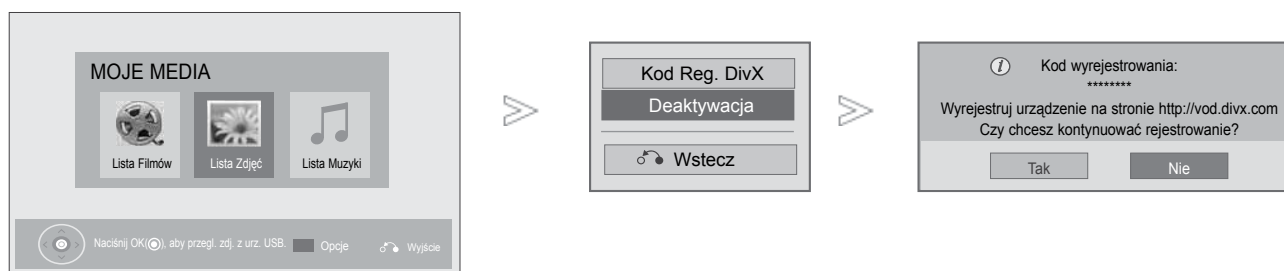 MOJE MEDIA
Lista Filmów
Lista Zdjęć
Lista Muzyki
Naciśnij OK(◉), aby przegl. zdj. z urz. USB.
Opcje
Wyjście
Kod Reg. DivX
Deaktywacja
Wstecz
Kod wyrejestrowania:
********
Wyrejestruj urządzenie na stronie http://vod.divx.com
Czy chcesz kontynuować rejestrowanie?
Tak
Nie